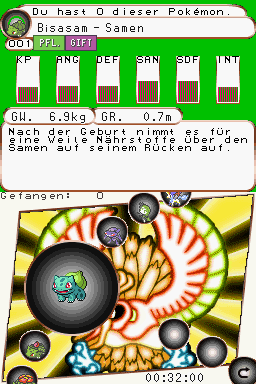 Du hast 0 dieser Pokémon.
Bisasam - Samen
001 PFL. GIFT
KP ANG DEF SAN SDF INT
GW. 6.9kg GR. 0.7m
Nach der Geburt nimmt es für
eine Weile Nährstoffe über den
Samen auf seinem Rücken auf.
Gefangen: 0
00:32:00